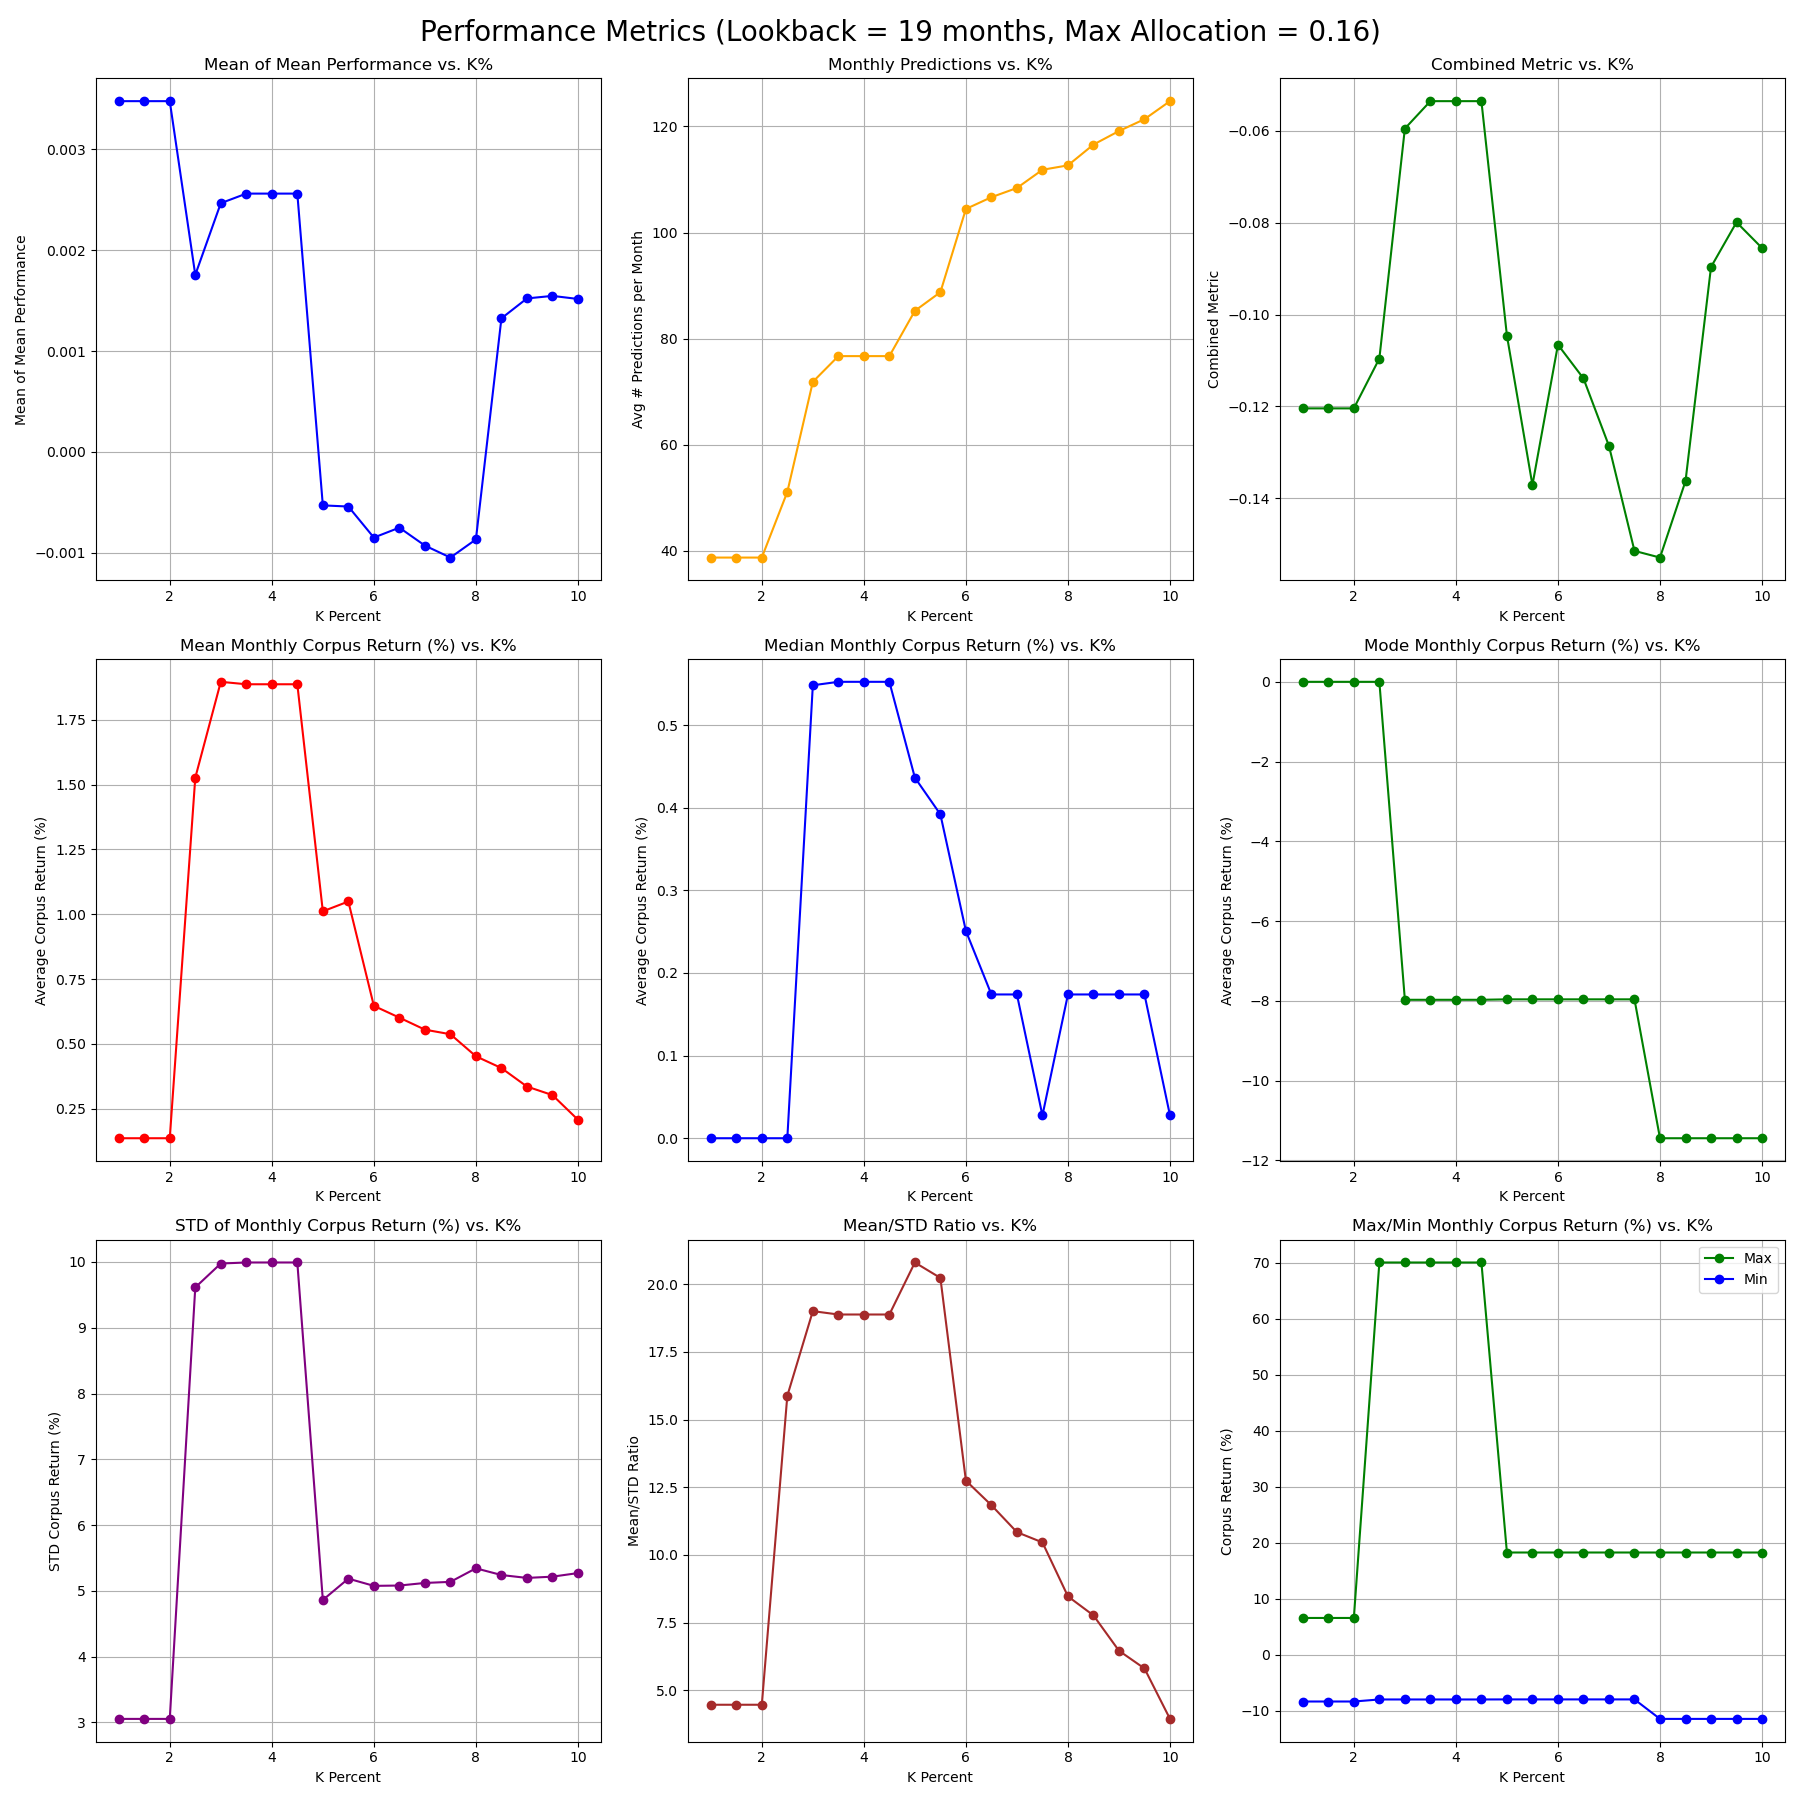 Performance Metrics (Lookback = 19 months, Max Allocation = 0.16)
Mean of Mean Performance vs. K%
Mean of Mean Performance
0.003
0.002
0.001
0.000
−0.001
2 4 6 8 10
K Percent
Monthly Predictions vs. K%
Avg # Predictions per Month
120
100
80
60
40
2 4 6 8 10
K Percent
Combined Metric vs. K%
Combined Metric
−0.06
−0.08
−0.10
−0.12
−0.14
2 4 6 8 10
K Percent
Mean Monthly Corpus Return (%) vs. K%
Average Corpus Return (%)
1.75
1.50
1.25
1.00
0.75
0.50
0.25
2 4 6 8 10
K Percent
Median Monthly Corpus Return (%) vs. K%
Average Corpus Return (%)
0.5
0.4
0.3
0.2
0.1
0.0
2 4 6 8 10
K Percent
Mode Monthly Corpus Return (%) vs. K%
Average Corpus Return (%)
0
−2
−4
−6
−8
−10
−12
2 4 6 8 10
K Percent
STD of Monthly Corpus Return (%) vs. K%
STD Corpus Return (%)
10
9
8
7
6
5
4
3
2 4 6 8 10
K Percent
Mean/STD Ratio vs. K%
Mean/STD Ratio
20.0
17.5
15.0
12.5
10.0
7.5
5.0
2 4 6 8 10
K Percent
Max/Min Monthly Corpus Return (%) vs. K%
Corpus Return (%)
Max
Min
70
60
50
40
30
20
10
0
−10
2 4 6 8 10
K Percent